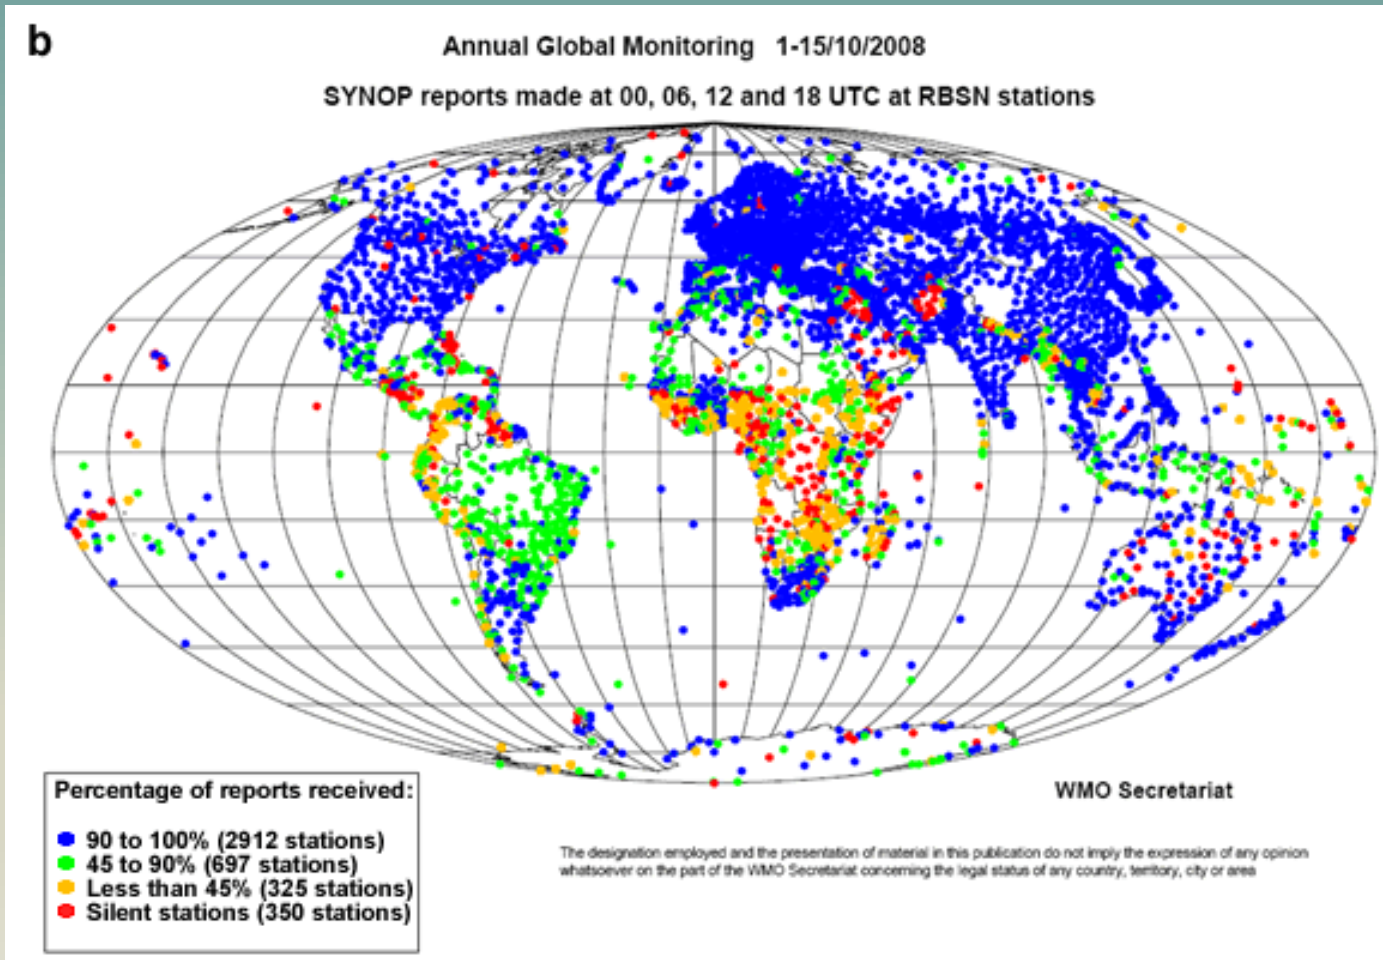 b
Annual Global Monitoring 1-15/10/2008
SYNOP reports made at 00, 06, 12 and 18 UTC at RBSN stations
Percentage of reports received:
90 to 100% (2912 stations)
45 to 90% (697 stations)
Less than 45% (325 stations)
Silent stations (350 stations)
WMO Secretariat
The designation employed and the presentation of material in this publication do not imply the expression of any opinion
whatsoever on the part of the WMO Secretariat concerning the legal status of any country, territory, city or area